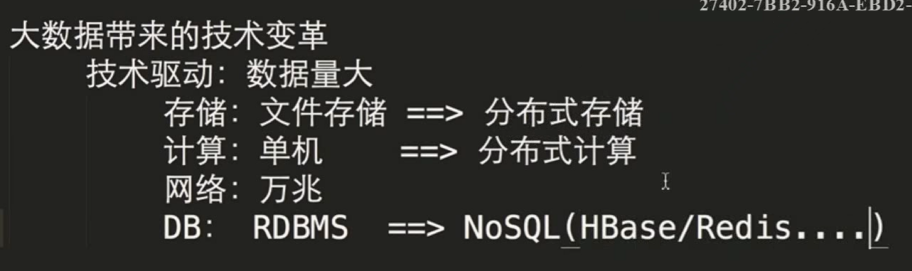 27402-7BB2-916A-EBD2-
大数据带来的技术变革
技术驱动: 数据量大
存储: 文件存储 ==> 分布式存储
计算: 单机 ==> 分布式计算
网络: 万兆
DB: RDBMS ==> NoSQL(HBase/Redis....)